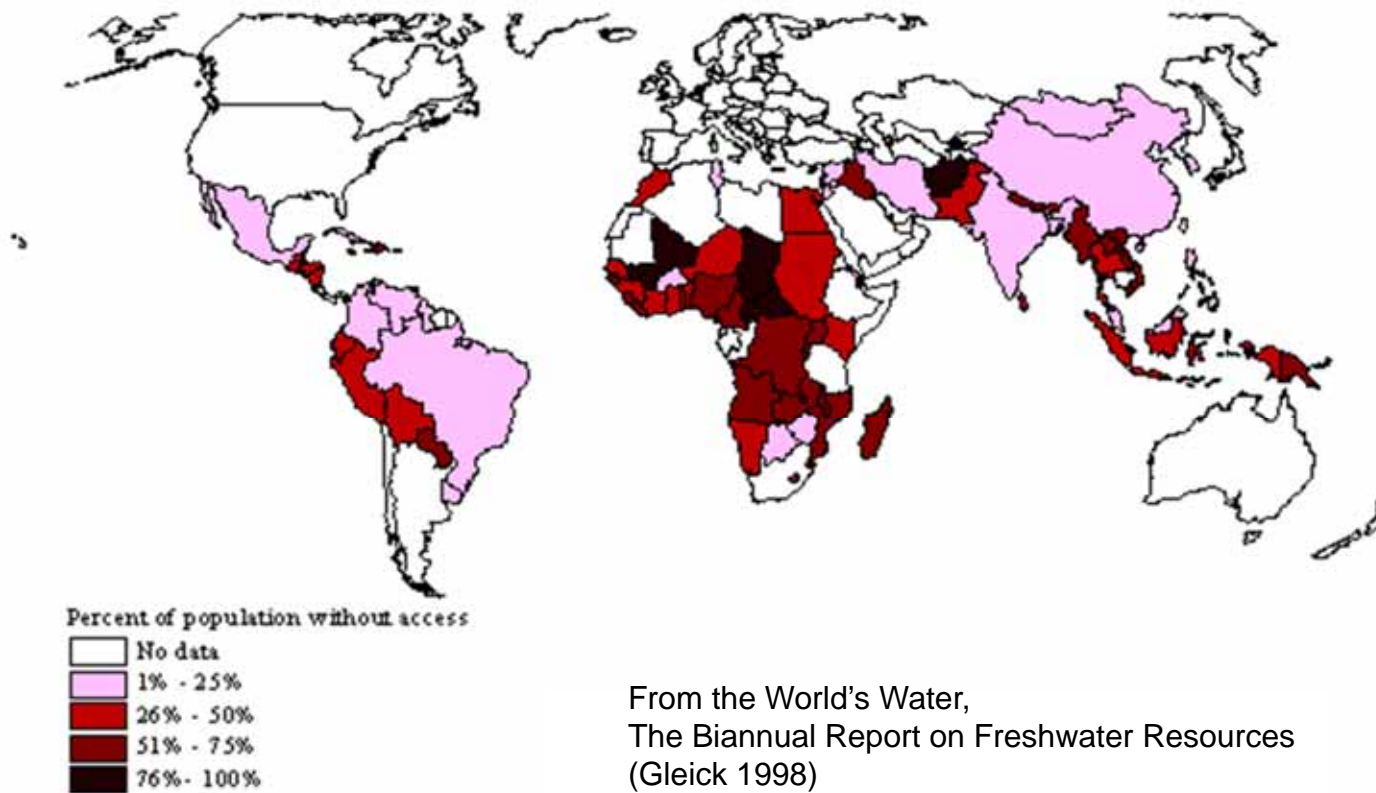 Percent of population without access
No data
1% - 25%
26% - 50%
51% - 75%
76% - 100%
From the World’s Water,
The Biannual Report on Freshwater Resources
(Gleick 1998)